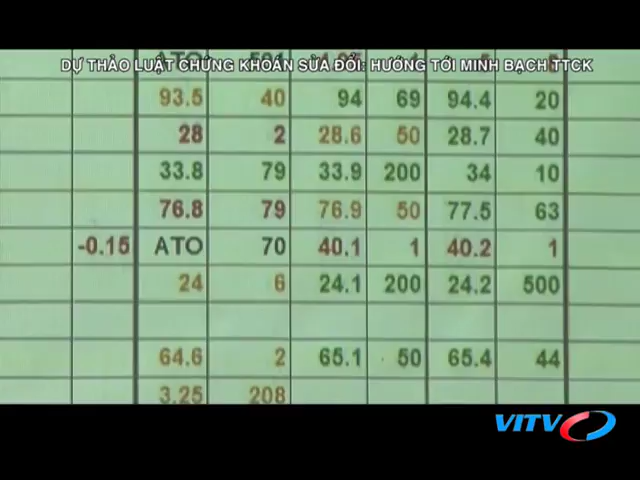 DỰ THẢO LUẬT CHỨNG KHOÁN SỬA ĐỔI: HƯỚNG TỚI MINH BẠCH TTCK
93.5 40 94 69 94.4 20
28 2 28.6 50 28.7 40
33.8 79 33.9 200 34 10
76.8 79 76.9 50 77.5 63
-0.15 ATO 70 40.1 1 40.2 1
24 6 24.1 200 24.2 500
64.6 2 65.1 50 65.4 44
3.25 208
VITV